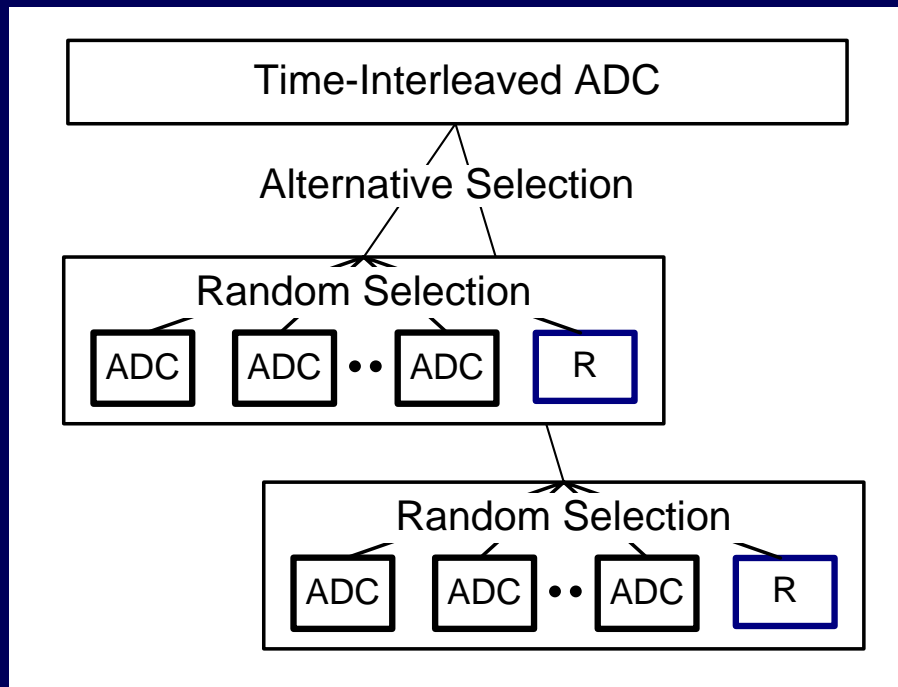 Time-Interleaved ADC
Alternative Selection
Random Selection
ADC ADC •• ADC R
Random Selection
ADC ADC •• ADC R